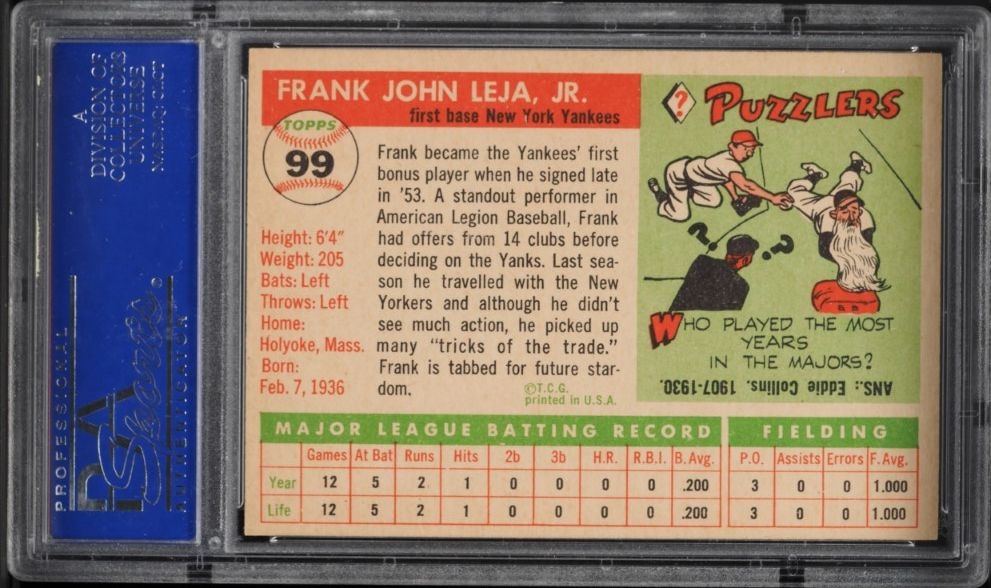 A
DIVISION OF
COLLECTORS
UNIVERSE
NASDAQ: CLCT
PROFESSIONAL
PSA
Sports
AUTHENTICATOR
FRANK JOHN LEJA, JR.
first base New York Yankees
TOPPS
99
Height: 6'4"
Weight: 205
Bats: Left
Throws: Left
Home:
Holyoke, Mass.
Born:
Feb. 7, 1936
Frank became the Yankees' first
bonus player when he signed late
in '53. A standout performer in
American Legion Baseball, Frank
had offers from 14 clubs before
deciding on the Yanks. Last sea-
son he travelled with the New
Yorkers and although he didn't
see much action, he picked up
many "tricks of the trade."
Frank is tabbed for future star-
dom.
©T.C.G.
printed in U.S.A.
? PUZZLERS
? ?
WHO PLAYED THE MOST
YEARS
IN THE MAJORS?
ANS.: Eddie Collins. 1907-1930.
MAJOR LEAGUE BATTING RECORD FIELDING
Games At Bat Runs Hits 2b 3b H.R. R.B.I. B. Avg. P.O. Assists Errors F. Avg.
Year 12 5 2 1 0 0 0 0 .200 3 0 0 1.000
Life 12 5 2 1 0 0 0 0 .200 3 0 0 1.000